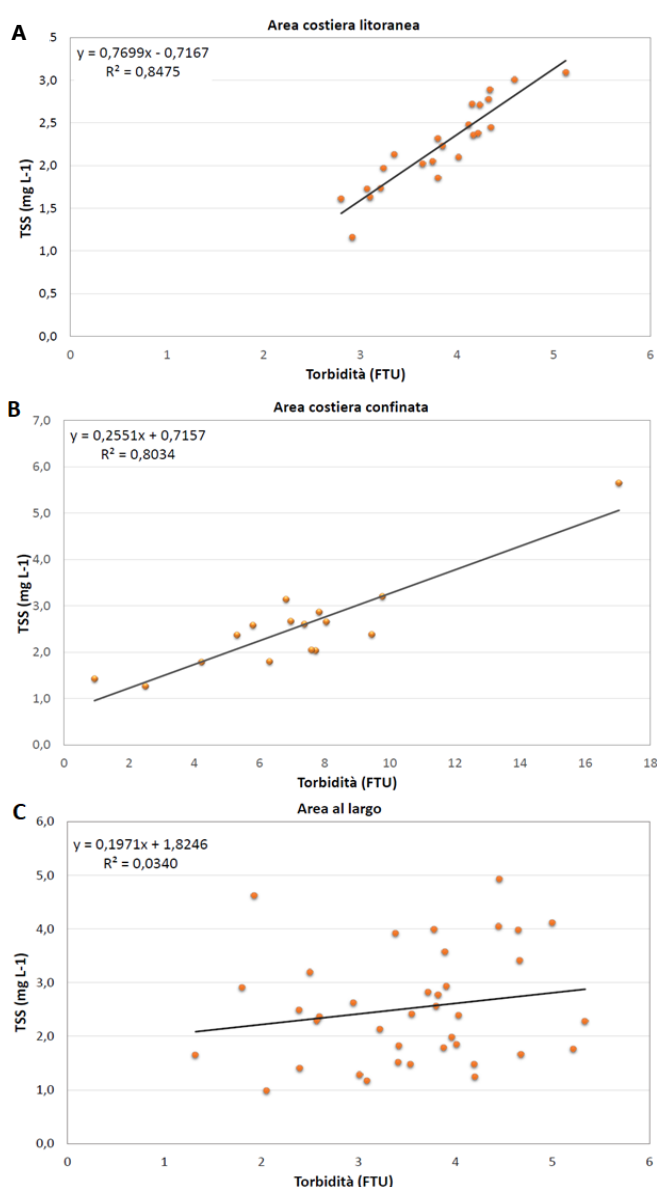 A
Area costiera litoranea
y = 0,7699x - 0,7167
R² = 0,8475
TSS (mg L-1)
5
3,0
2,5
2,0
1,5
1,0
0,5
0,0
0 1 2 3 4 5 6
Torbidità (FTU)
B
Area costiera confinata
y = 0,2551x + 0,7157
R² = 0,8034
TSS (mg L-1)
7,0
6,0
5,0
4,0
3,0
2,0
1,0
0,0
0 2 4 6 8 10 12 14 16 18
Torbidità (FTU)
C
Area al largo
y = 0,1971x + 1,8246
R² = 0,0340
TSS (mg L-1)
6,0
5,0
4,0
3,0
2,0
1,0
0,0
0 1 2 3 4 5 6
Torbidità (FTU)